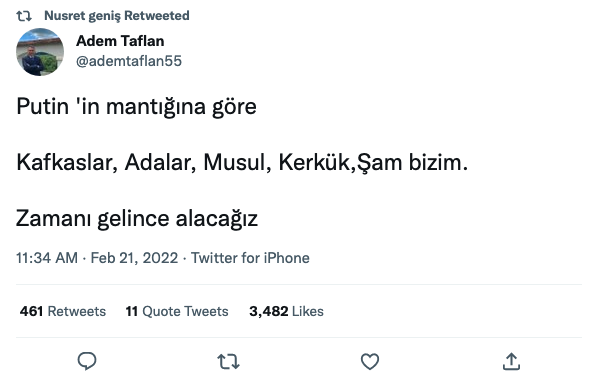 Nusret geniş Retweeted
Adem Taflan
@ademtaflan55
Putin 'in mantığına göre
Kafkaslar, Adalar, Musul, Kerkük,Şam bizim.
Zamanı gelince alacağız
11:34 AM · Feb 21, 2022 · Twitter for iPhone
461 Retweets 11 Quote Tweets 3,482 Likes